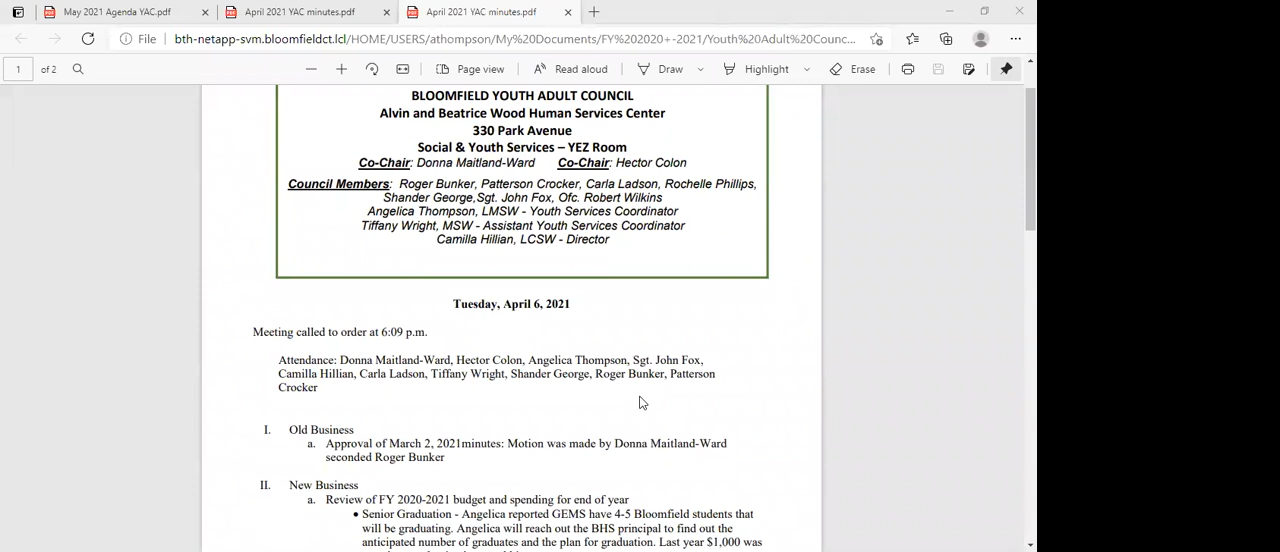 May 2021 Agenda YAC.pdf
April 2021 YAC minutes.pdf
April 2021 YAC minutes.pdf
File
bth-netapp-svm.bloomfieldct.lcl/HOME/USERS/athompson/My%20Documents/FY%202020+-2021/Youth%20Adult%20Counc...
1 of 2
Page view
Read aloud
Draw
Highlight
Erase
BLOOMFIELD YOUTH ADULT COUNCIL
Alvin and Beatrice Wood Human Services Center
330 Park Avenue
Social & Youth Services – YEZ Room
Co-Chair: Donna Maitland-Ward Co-Chair: Hector Colon
Council Members: Roger Bunker, Patterson Crocker, Carla Ladson, Rochelle Phillips,
Shander George,Sgt. John Fox, Ofc. Robert Wilkins
Angelica Thompson, LMSW - Youth Services Coordinator
Tiffany Wright, MSW - Assistant Youth Services Coordinator
Camilla Hillian, LCSW - Director
Tuesday, April 6, 2021
Meeting called to order at 6:09 p.m.
Attendance: Donna Maitland-Ward, Hector Colon, Angelica Thompson, Sgt. John Fox,
Camilla Hillian, Carla Ladson, Tiffany Wright, Shander George, Roger Bunker, Patterson
Crocker
I. Old Business
a. Approval of March 2, 2021minutes: Motion was made by Donna Maitland-Ward
seconded Roger Bunker
II. New Business
a. Review of FY 2020-2021 budget and spending for end of year
• Senior Graduation - Angelica reported GEMS have 4-5 Bloomfield students that
will be graduating. Angelica will reach out the BHS principal to find out the
anticipated number of graduates and the plan for graduation. Last year $1,000 was